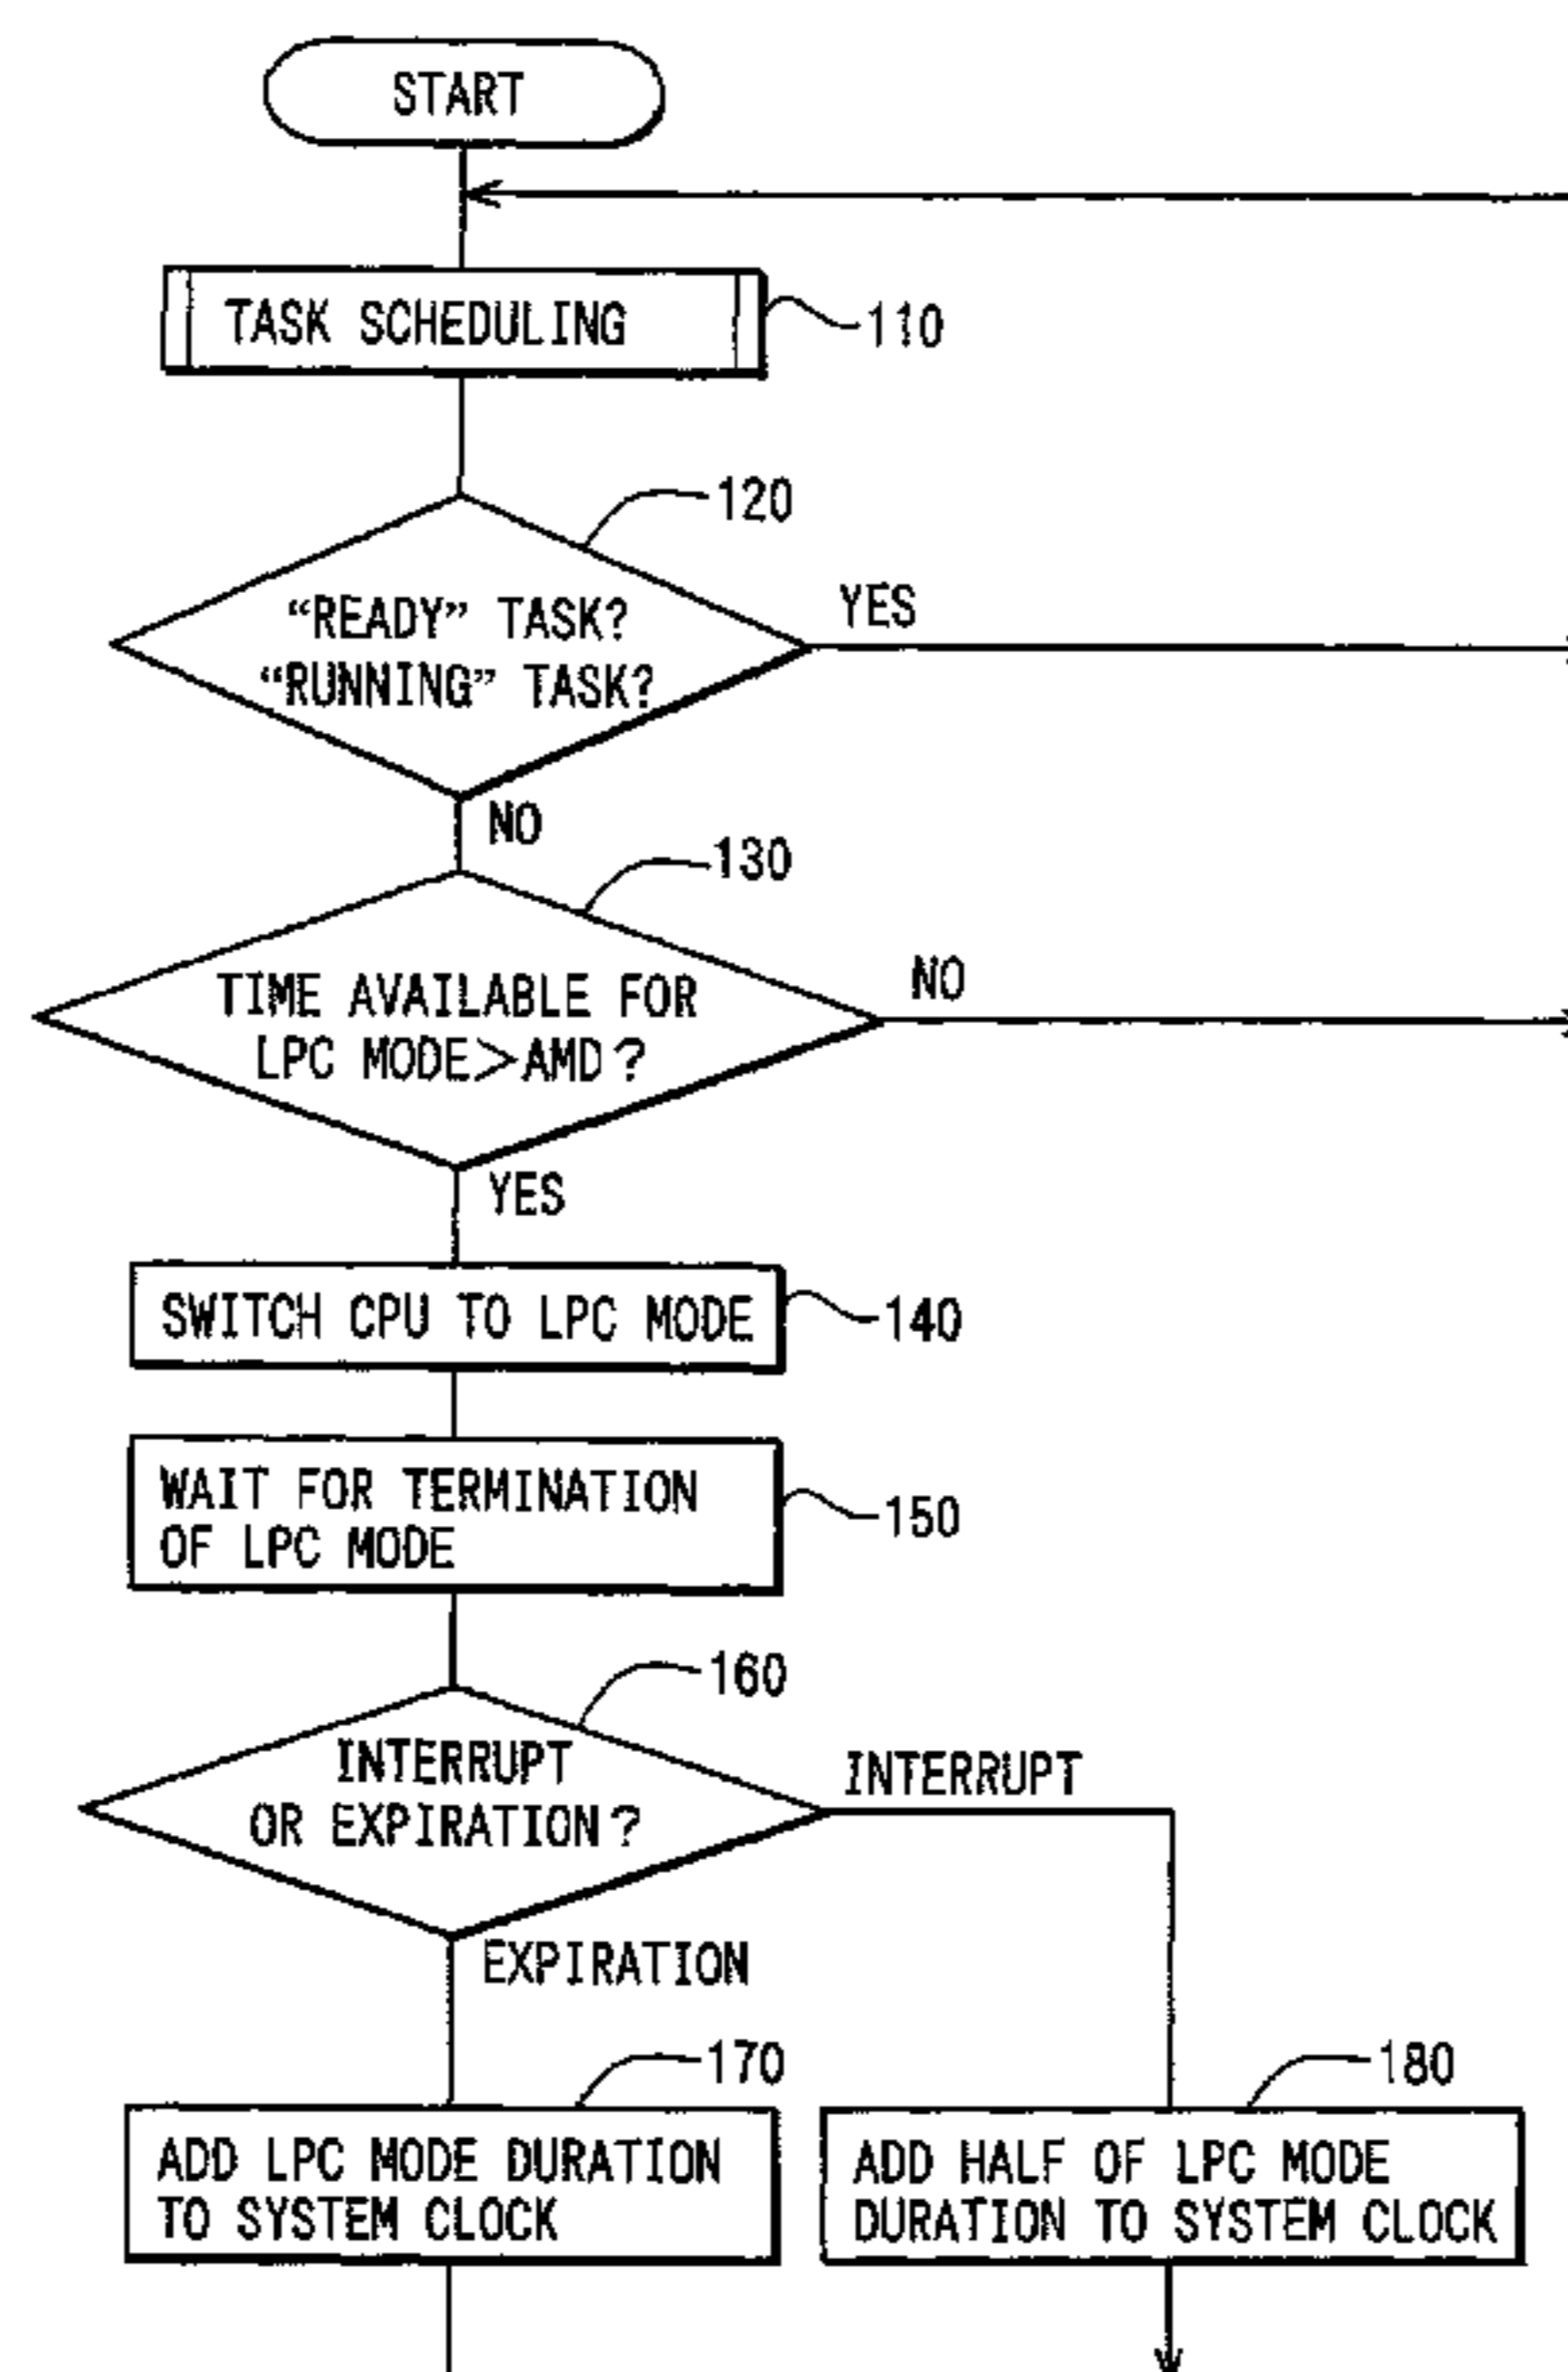 START
TASK SCHEDULING
110
120
“READY” TASK?
“RUNNING” TASK?
YES
NO
130
TIME AVAILABLE FOR
LPC MODE>AMD?
NO
YES
SWITCH CPU TO LPC MODE
140
WAIT FOR TERMINATION
OF LPC MODE
150
160
INTERRUPT
OR EXPIRATION?
INTERRUPT
EXPIRATION
170
ADD LPC MODE DURATION
TO SYSTEM CLOCK
180
ADD HALF OF LPC MODE
DURATION TO SYSTEM CLOCK